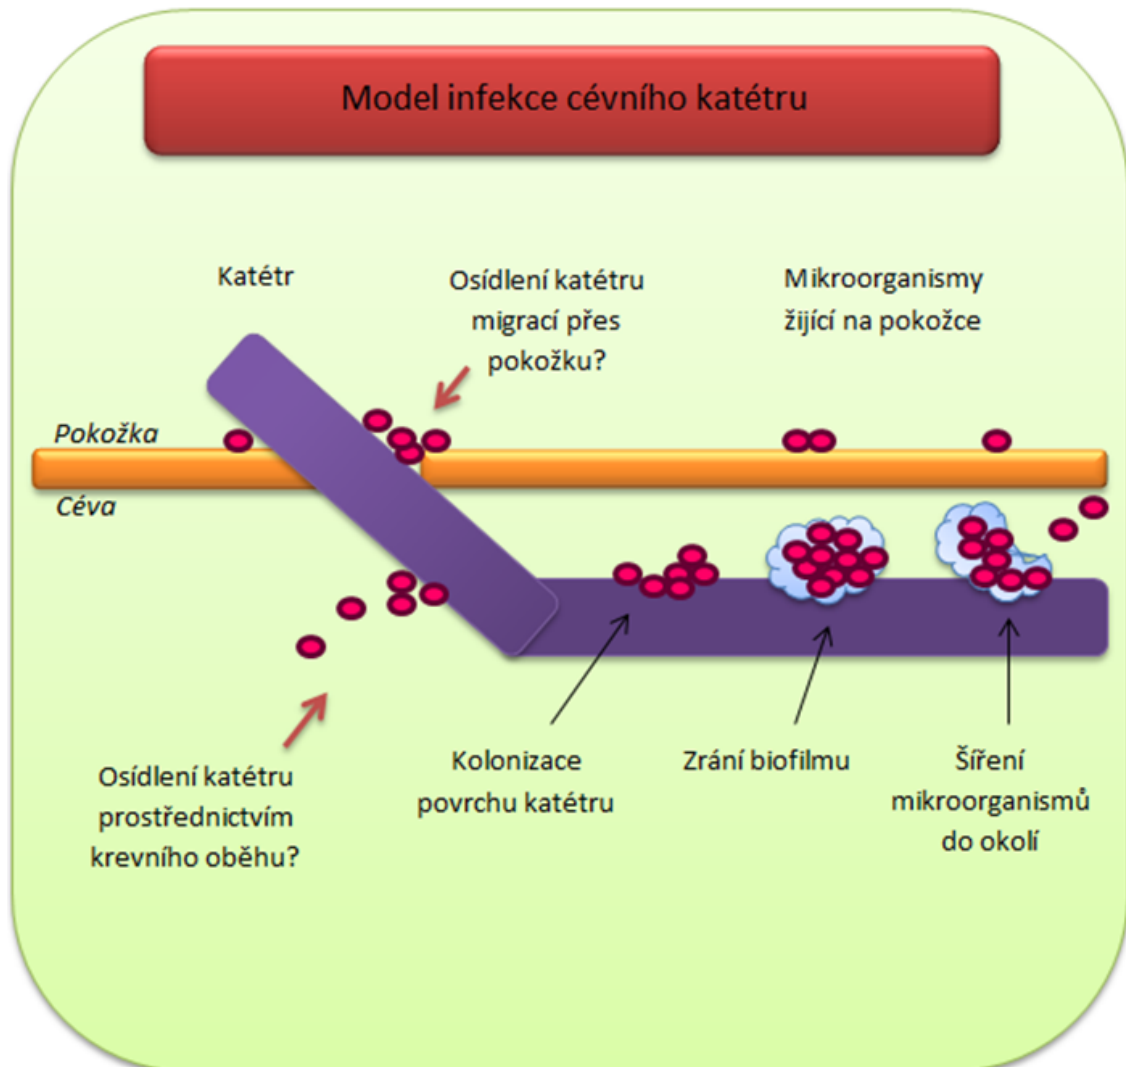 Model infekce cévního katétru
Katétr
Osídlení katétru
migrací přes
pokožku?
Mikroorganismy
žijící na pokožce
Pokožka
Céva
Osídlení katétru
prostřednictvím
krevního oběhu?
Kolonizace
povrchu katétru
Zrání biofilmu
Šíření
mikroorganismů
do okolí